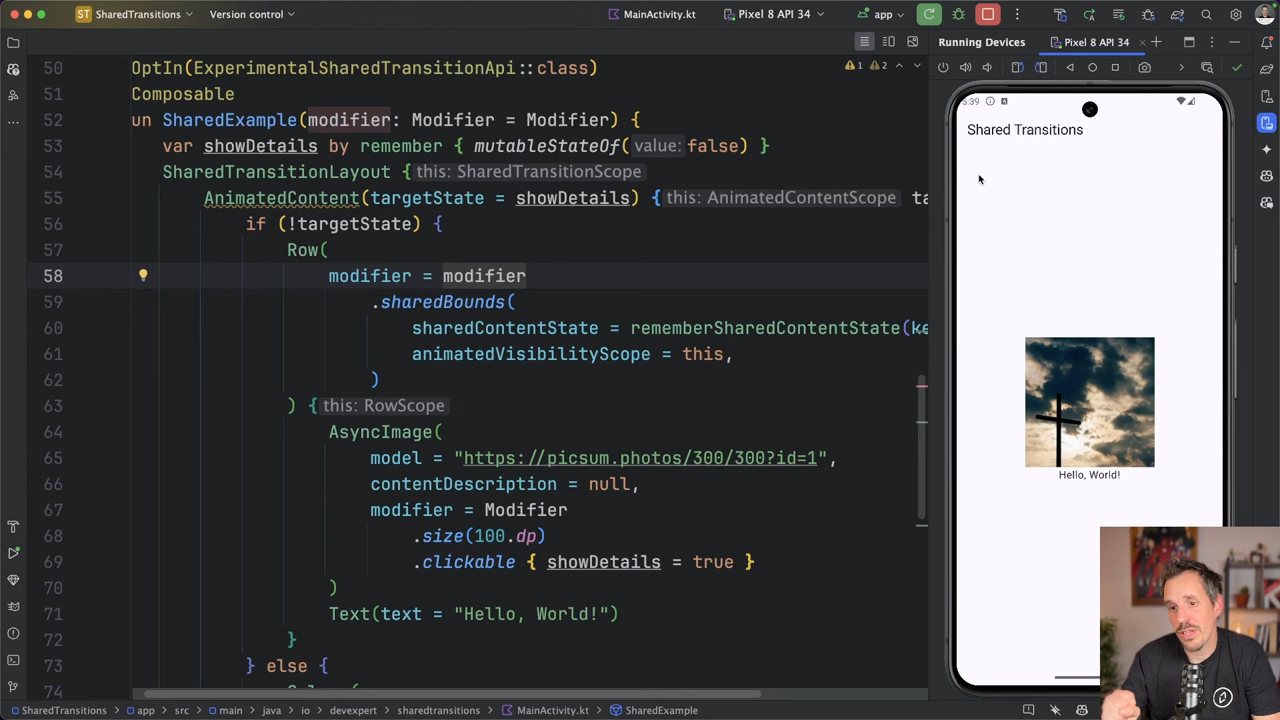 ST SharedTransitions
Version control
MainActivity.kt
Pixel 8 API 34
app
Running Devices
Pixel 8 API 34
1 2
50 OptIn(ExperimentalSharedTransitionApi::class)
51 Composable
52 un SharedExample(modifier: Modifier = Modifier) {
53 var showDetails by remember { mutableStateOf( value: false) }
54 SharedTransitionLayout { this: SharedTransitionScope
55 AnimatedContent(targetState = showDetails) { this: AnimatedContentScope ta
56 if (!targetState) {
57 Row(
58 modifier = modifier
59 .sharedBounds(
60 sharedContentState = rememberSharedContentState(ke
61 animatedVisibilityScope = this,
62 )
63 ) { this: RowScope
64 AsyncImage(
65 model = "https://picsum.photos/300/300?id=1",
66 contentDescription = null,
67 modifier = Modifier
68 .size(100.dp)
69 .clickable { showDetails = true }
70 )
71 Text(text = "Hello, World!")
72 }
73 } else {
74
5:39
Shared Transitions
Hello, World!
SharedTransitions > app > src > main > java > io > devexpert > sharedtransitions > MainActivity.kt > SharedExample